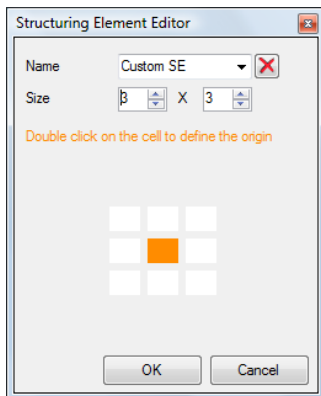 Structuring Element Editor
Name Custom SE
Size 3 X 3
Double click on the cell to define the origin
OK Cancel